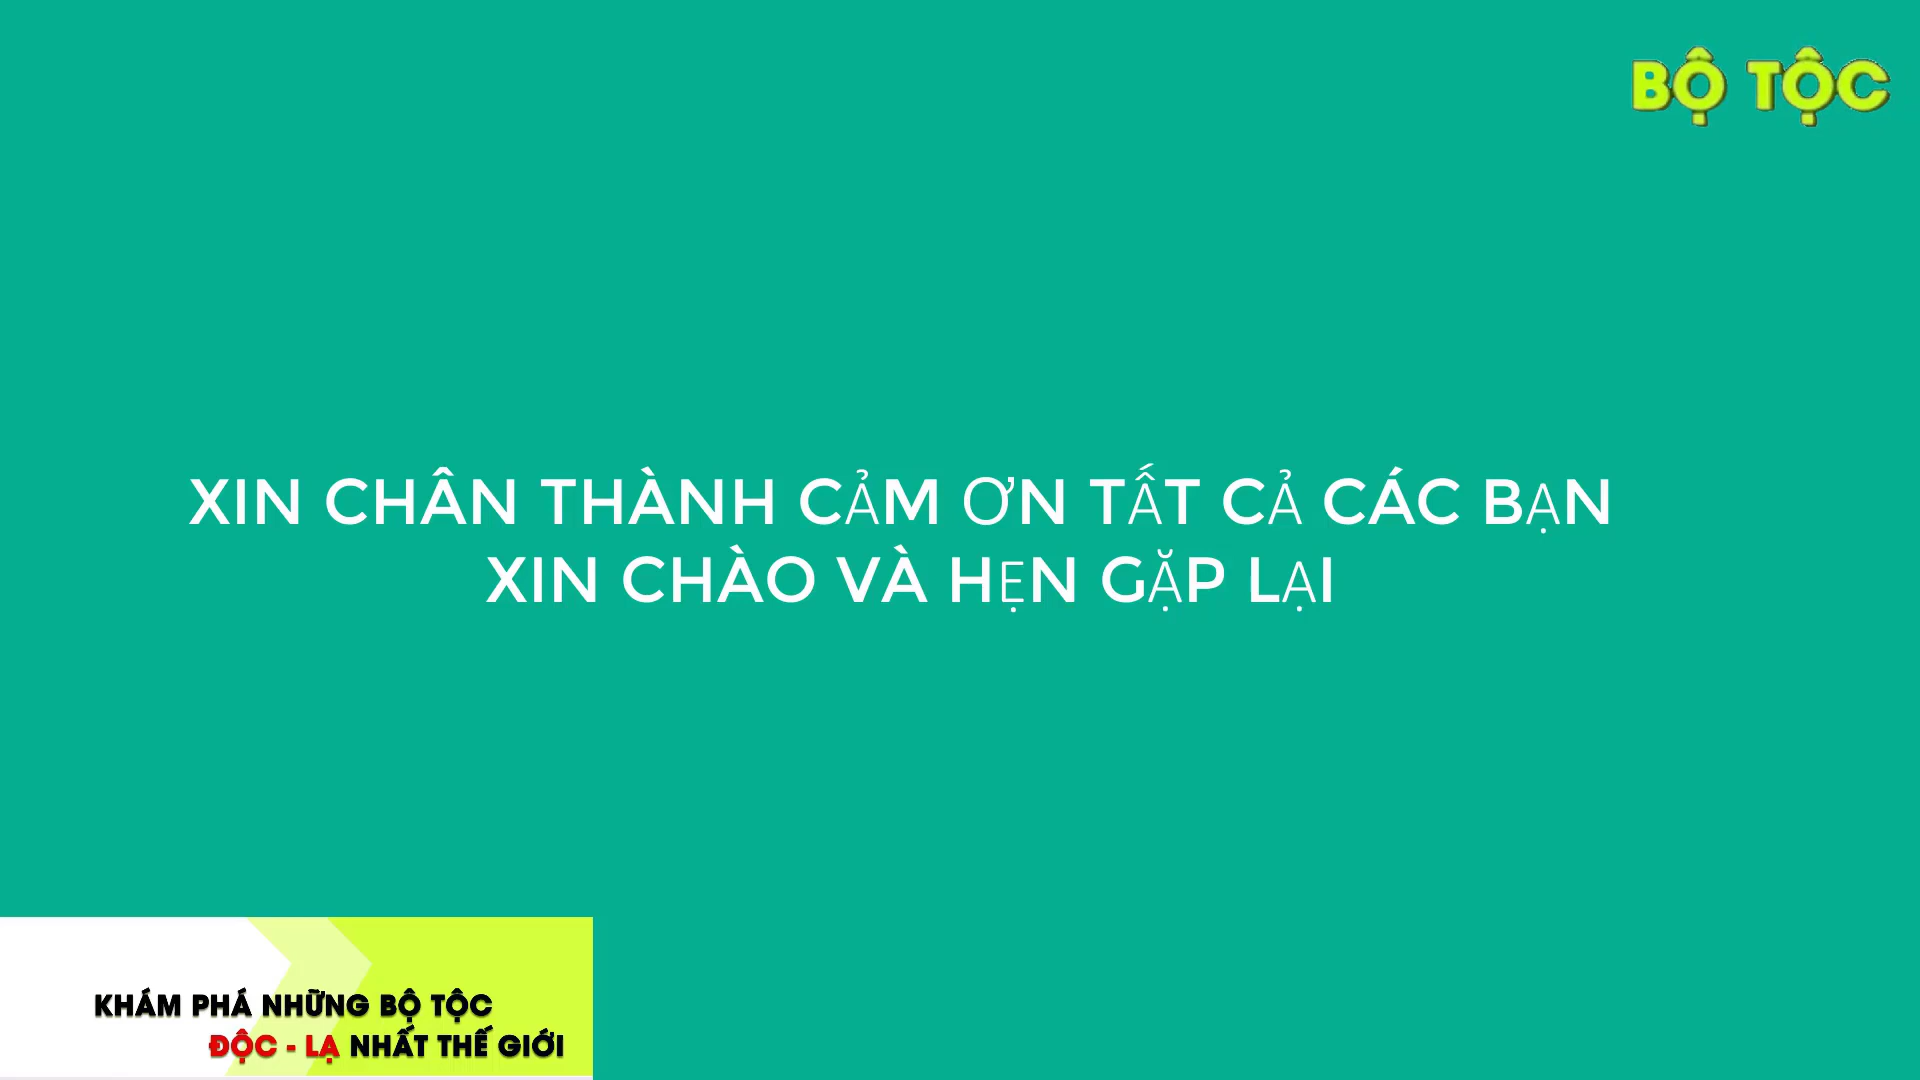 BỘ TỘC
XIN CHÂN THÀNH CẢM ƠN TẤT CẢ CÁC BẠN
XIN CHÀO VÀ HẸN GẶP LẠI
KHÁM PHÁ NHỮNG BỘ TỘC
ĐỘC - LẠ NHẤT THẾ GIỚI